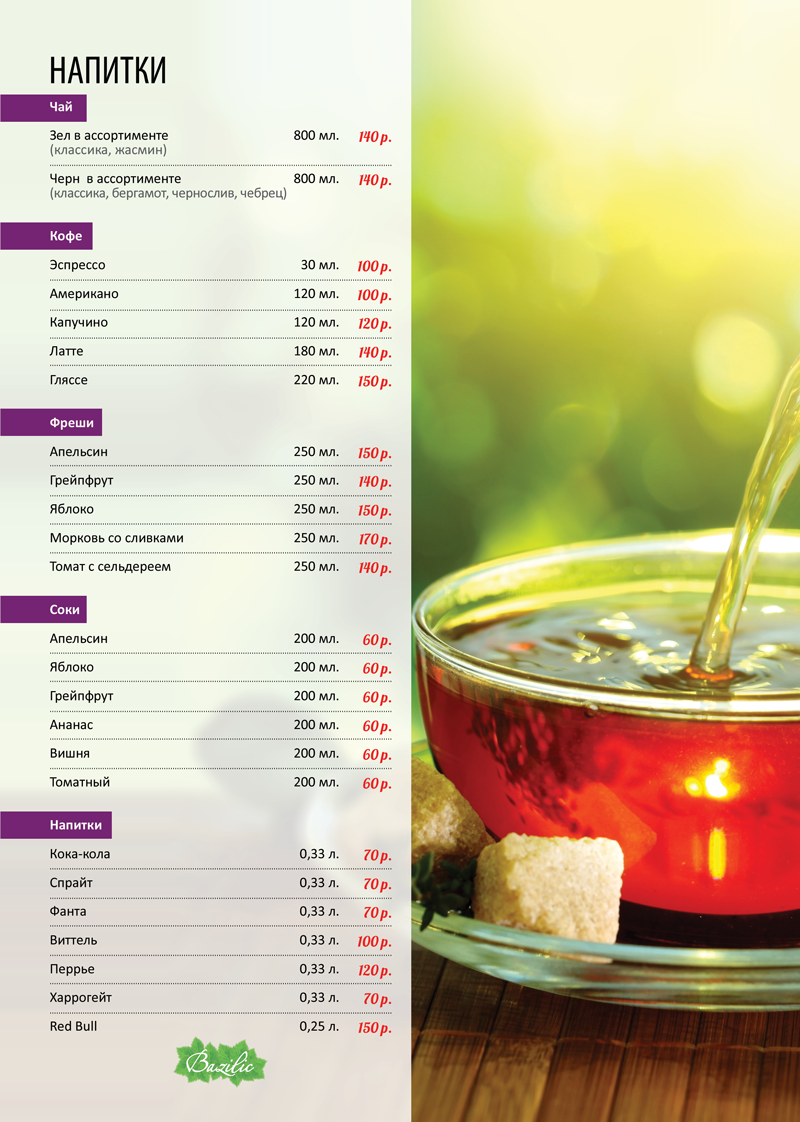 НАПИТКИ
Чай
Зел в ассортименте 800 мл. 140 р.
(классика, жасмин)
Черн в ассортименте 800 мл. 140 р.
(классика, бергамот, чернослив, чебрец)
Кофе
Эспрессо 30 мл. 100 р.
Американо 120 мл. 100 р.
Капучино 120 мл. 120 р.
Латте 180 мл. 140 р.
Гляссе 220 мл. 150 р.
Фреши
Апельсин 250 мл. 150 р.
Грейпфрут 250 мл. 140 р.
Яблоко 250 мл. 150 р.
Морковь со сливками 250 мл. 170 р.
Томат с сельдереем 250 мл. 140 р.
Соки
Апельсин 200 мл. 60 р.
Яблоко 200 мл. 60 р.
Грейпфрут 200 мл. 60 р.
Ананас 200 мл. 60 р.
Вишня 200 мл. 60 р.
Томатный 200 мл. 60 р.
Напитки
Кока-кола 0,33 л. 70 р.
Спрайт 0,33 л. 70 р.
Фанта 0,33 л. 70 р.
Виттель 0,33 л. 100 р.
Перрье 0,33 л. 120 р.
Харрогейт 0,33 л. 70 р.
Red Bull 0,25 л. 150 р.
Bazilic